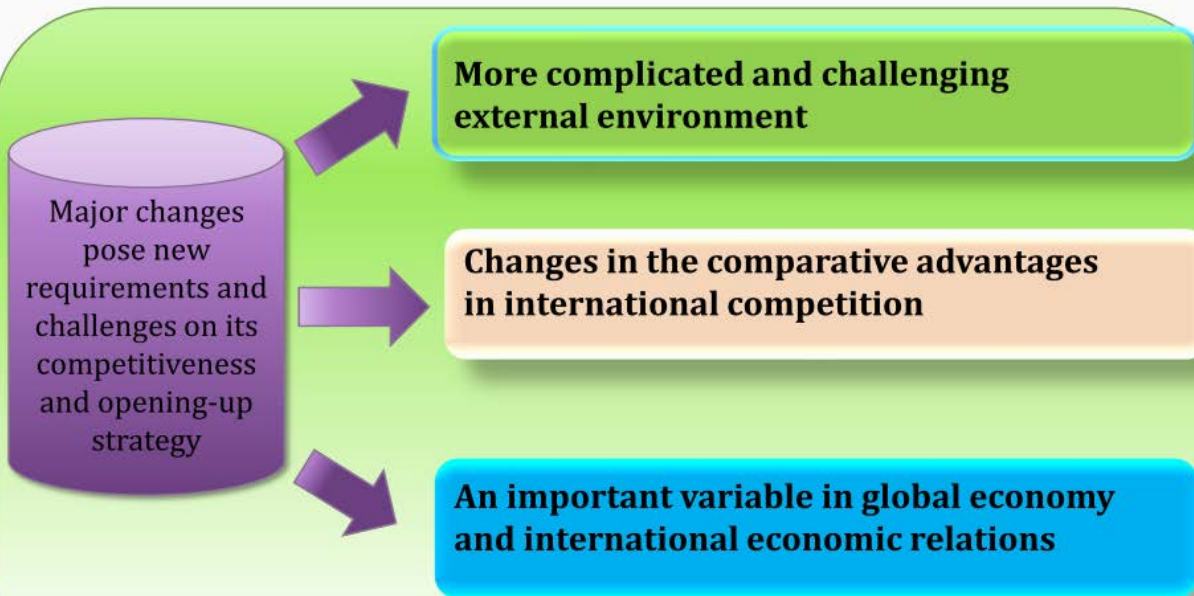 Major changes
pose new
requirements and
challenges on its
competitiveness
and opening-up
strategy
More complicated and challenging
external environment
Changes in the comparative advantages
in international competition
An important variable in global economy
and international economic relations